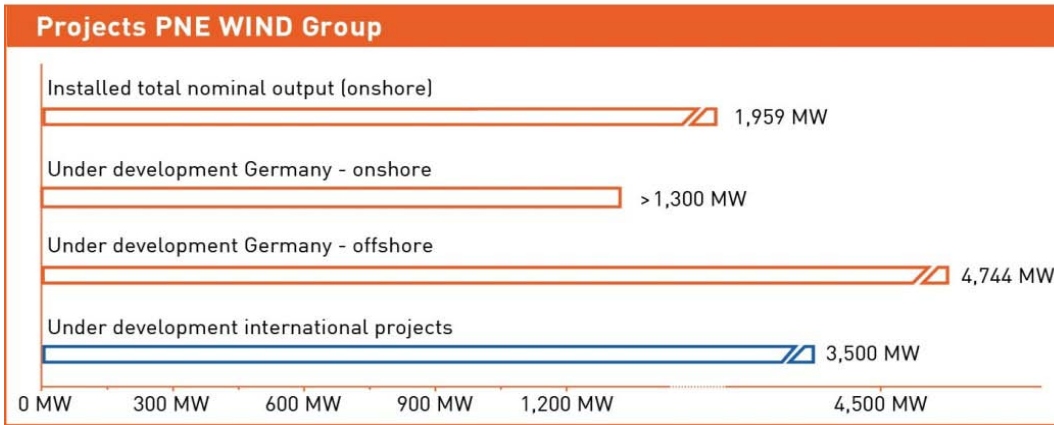 Projects PNE WIND Group
Installed total nominal output (onshore)
1,959 MW
Under development Germany - onshore
>1,300 MW
Under development Germany - offshore
4,744 MW
Under development international projects
3,500 MW
0 MW 300 MW 600 MW 900 MW 1,200 MW 4,500 MW